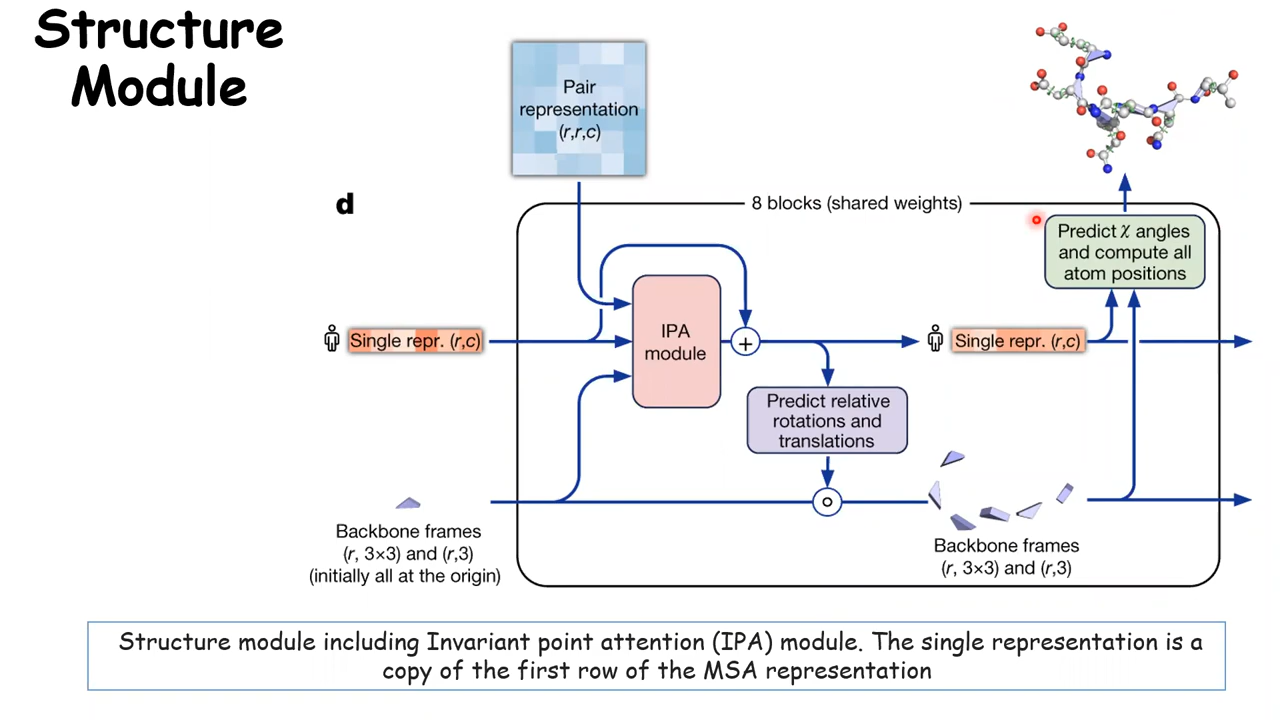 Structure
Module
Pair
representation
(r,r,c)
d
8 blocks (shared weights)
Predict χ angles
and compute all
atom positions
IPA
module
Single repr. (r,c)
+
Single repr. (r,c)
Predict relative
rotations and
translations
Backbone frames
(r, 3×3) and (r,3)
(initially all at the origin)
Backbone frames
(r, 3×3) and (r,3)
Structure module including Invariant point attention (IPA) module. The single representation is a
copy of the first row of the MSA representation